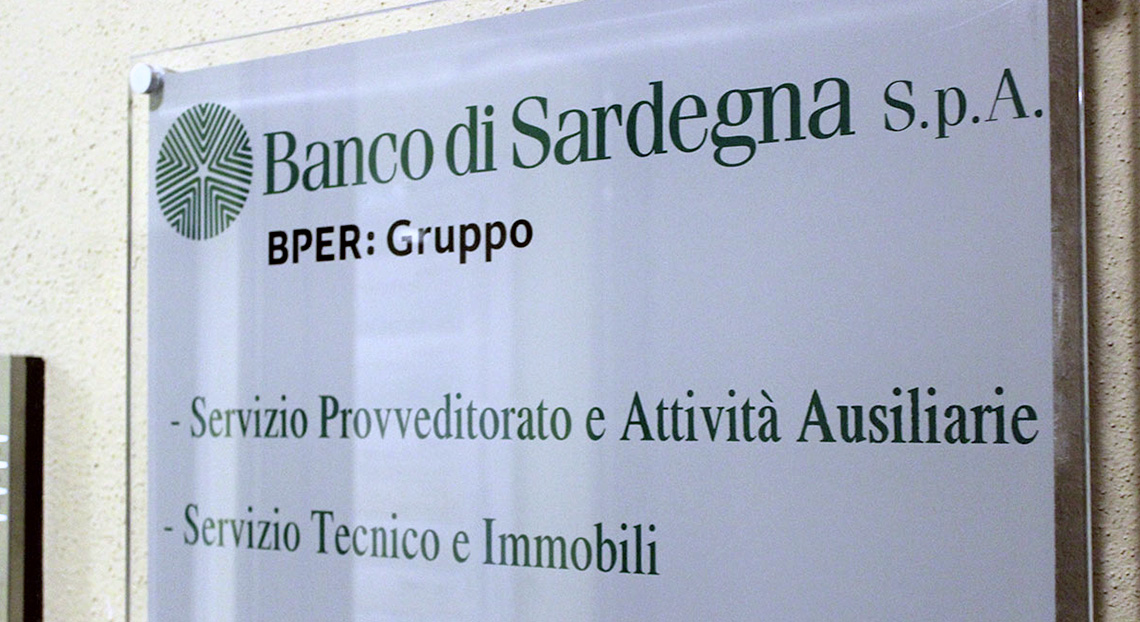 Banco di Sardegna S.p.A.
BPER: Gruppo
- Servizio Provveditorato e Attività Ausiliarie
- Servizio Tecnico e Immobili